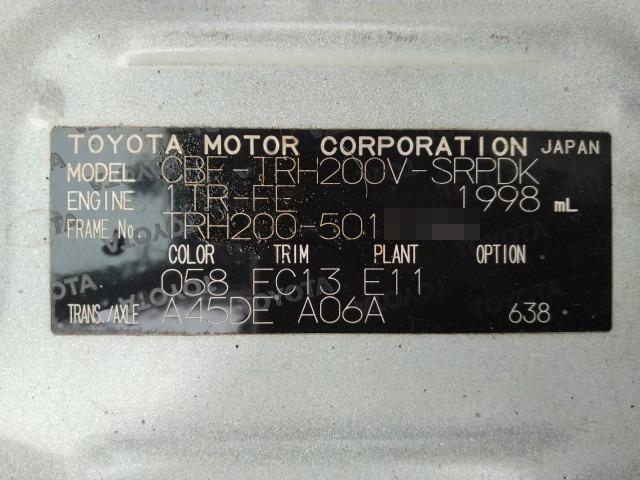 TOYOTA MOTOR CORPORATION JAPAN
MODEL CBF-TRH200V-SRPDK
ENGINE 1TR-FE 1998 mL
FRAME No. TRH200-501
COLOR TRIM PLANT OPTION
058 EC13 E11
TRANS./AXLE A45DE A06A 638